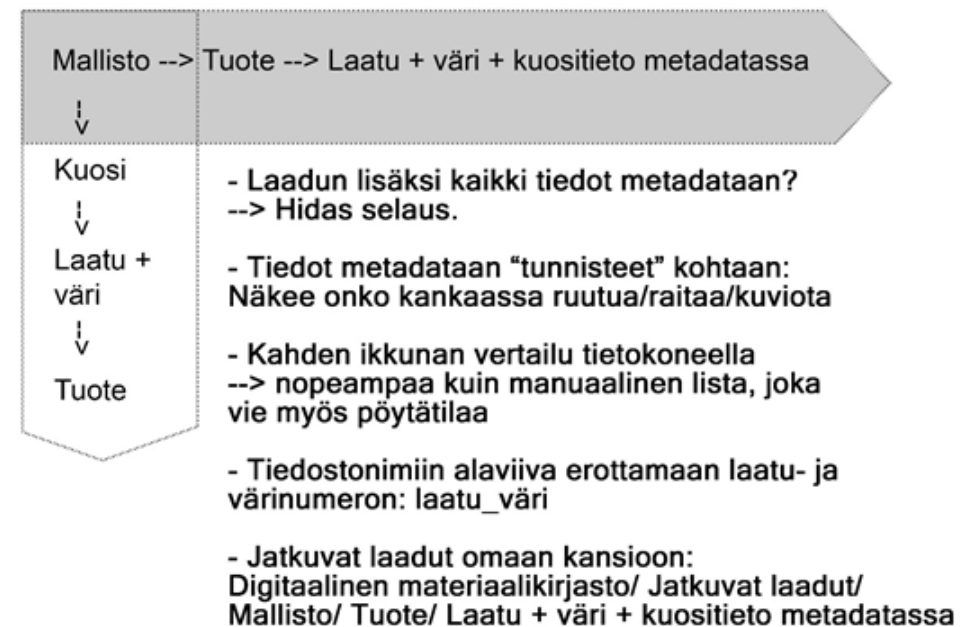 Mallisto --> Tuote --> Laatu + väri + kuositieto metadatassa
-->
Kuosi
-->
Laatu +
väri
-->
Tuote
- Laadun lisäksi kaikki tiedot metadataan?
--> Hidas selaus.
- Tiedot metadataan “tunnisteet” kohtaan:
Näkee onko kankaassa ruutua/raitaa/kuviota
- Kahden ikkunan vertailu tietokoneella
--> nopeampaa kuin manuaalinen lista, joka
vie myös pöytätilaa
- Tiedostonimiin alaviiva erottamaan laatu- ja
värinumeron: laatu_väri
- Jatkuvat laadut omaan kansioon:
Digitaalinen materiaalikirjasto/ Jatkuvat laadut/
Mallisto/ Tuote/ Laatu + väri + kuositieto metadatassa